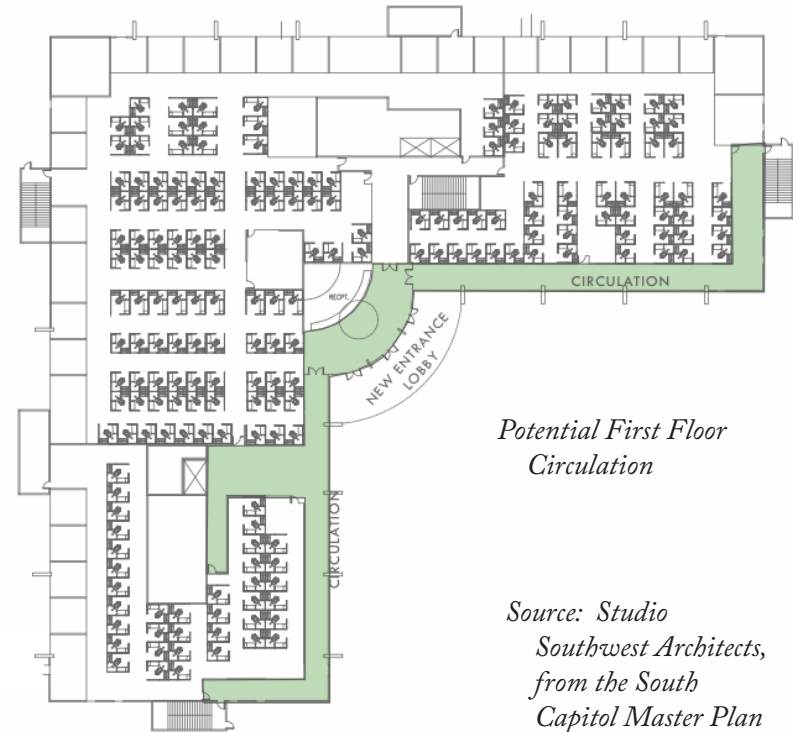 CIRCULATION
RECPT.
NEW ENTRANCE
LOBBY
Potential First Floor
Circulation
CIRCULATION
Source: Studio
Southwest Architects,
from the South
Capitol Master Plan